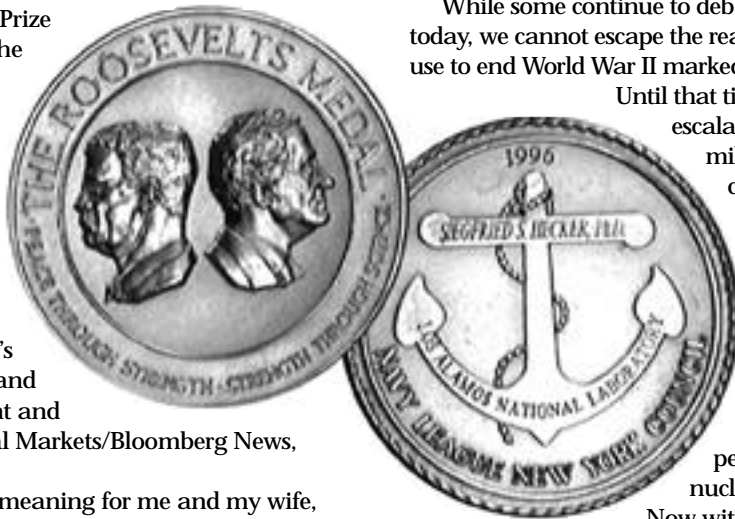 Prize
he
's
and
nt and
al Markets/Bloomberg News,
meaning for me and my wife,
THE ROOSEVELTS MEDAL
· PEACE THROUGH STRENGTH · STRENGTH THROUGH SCIENCE ·
While some continue to deb
today, we cannot escape the rea
use to end World War II marked
Until that ti
escala
mil
1996
SIEGFRIED S. HECKER, PH.D.
LOS ALAMOS NATIONAL LABORATORY
NAVY LEAGUE NEW YORK COUNCIL
pe
nucl
Now wit